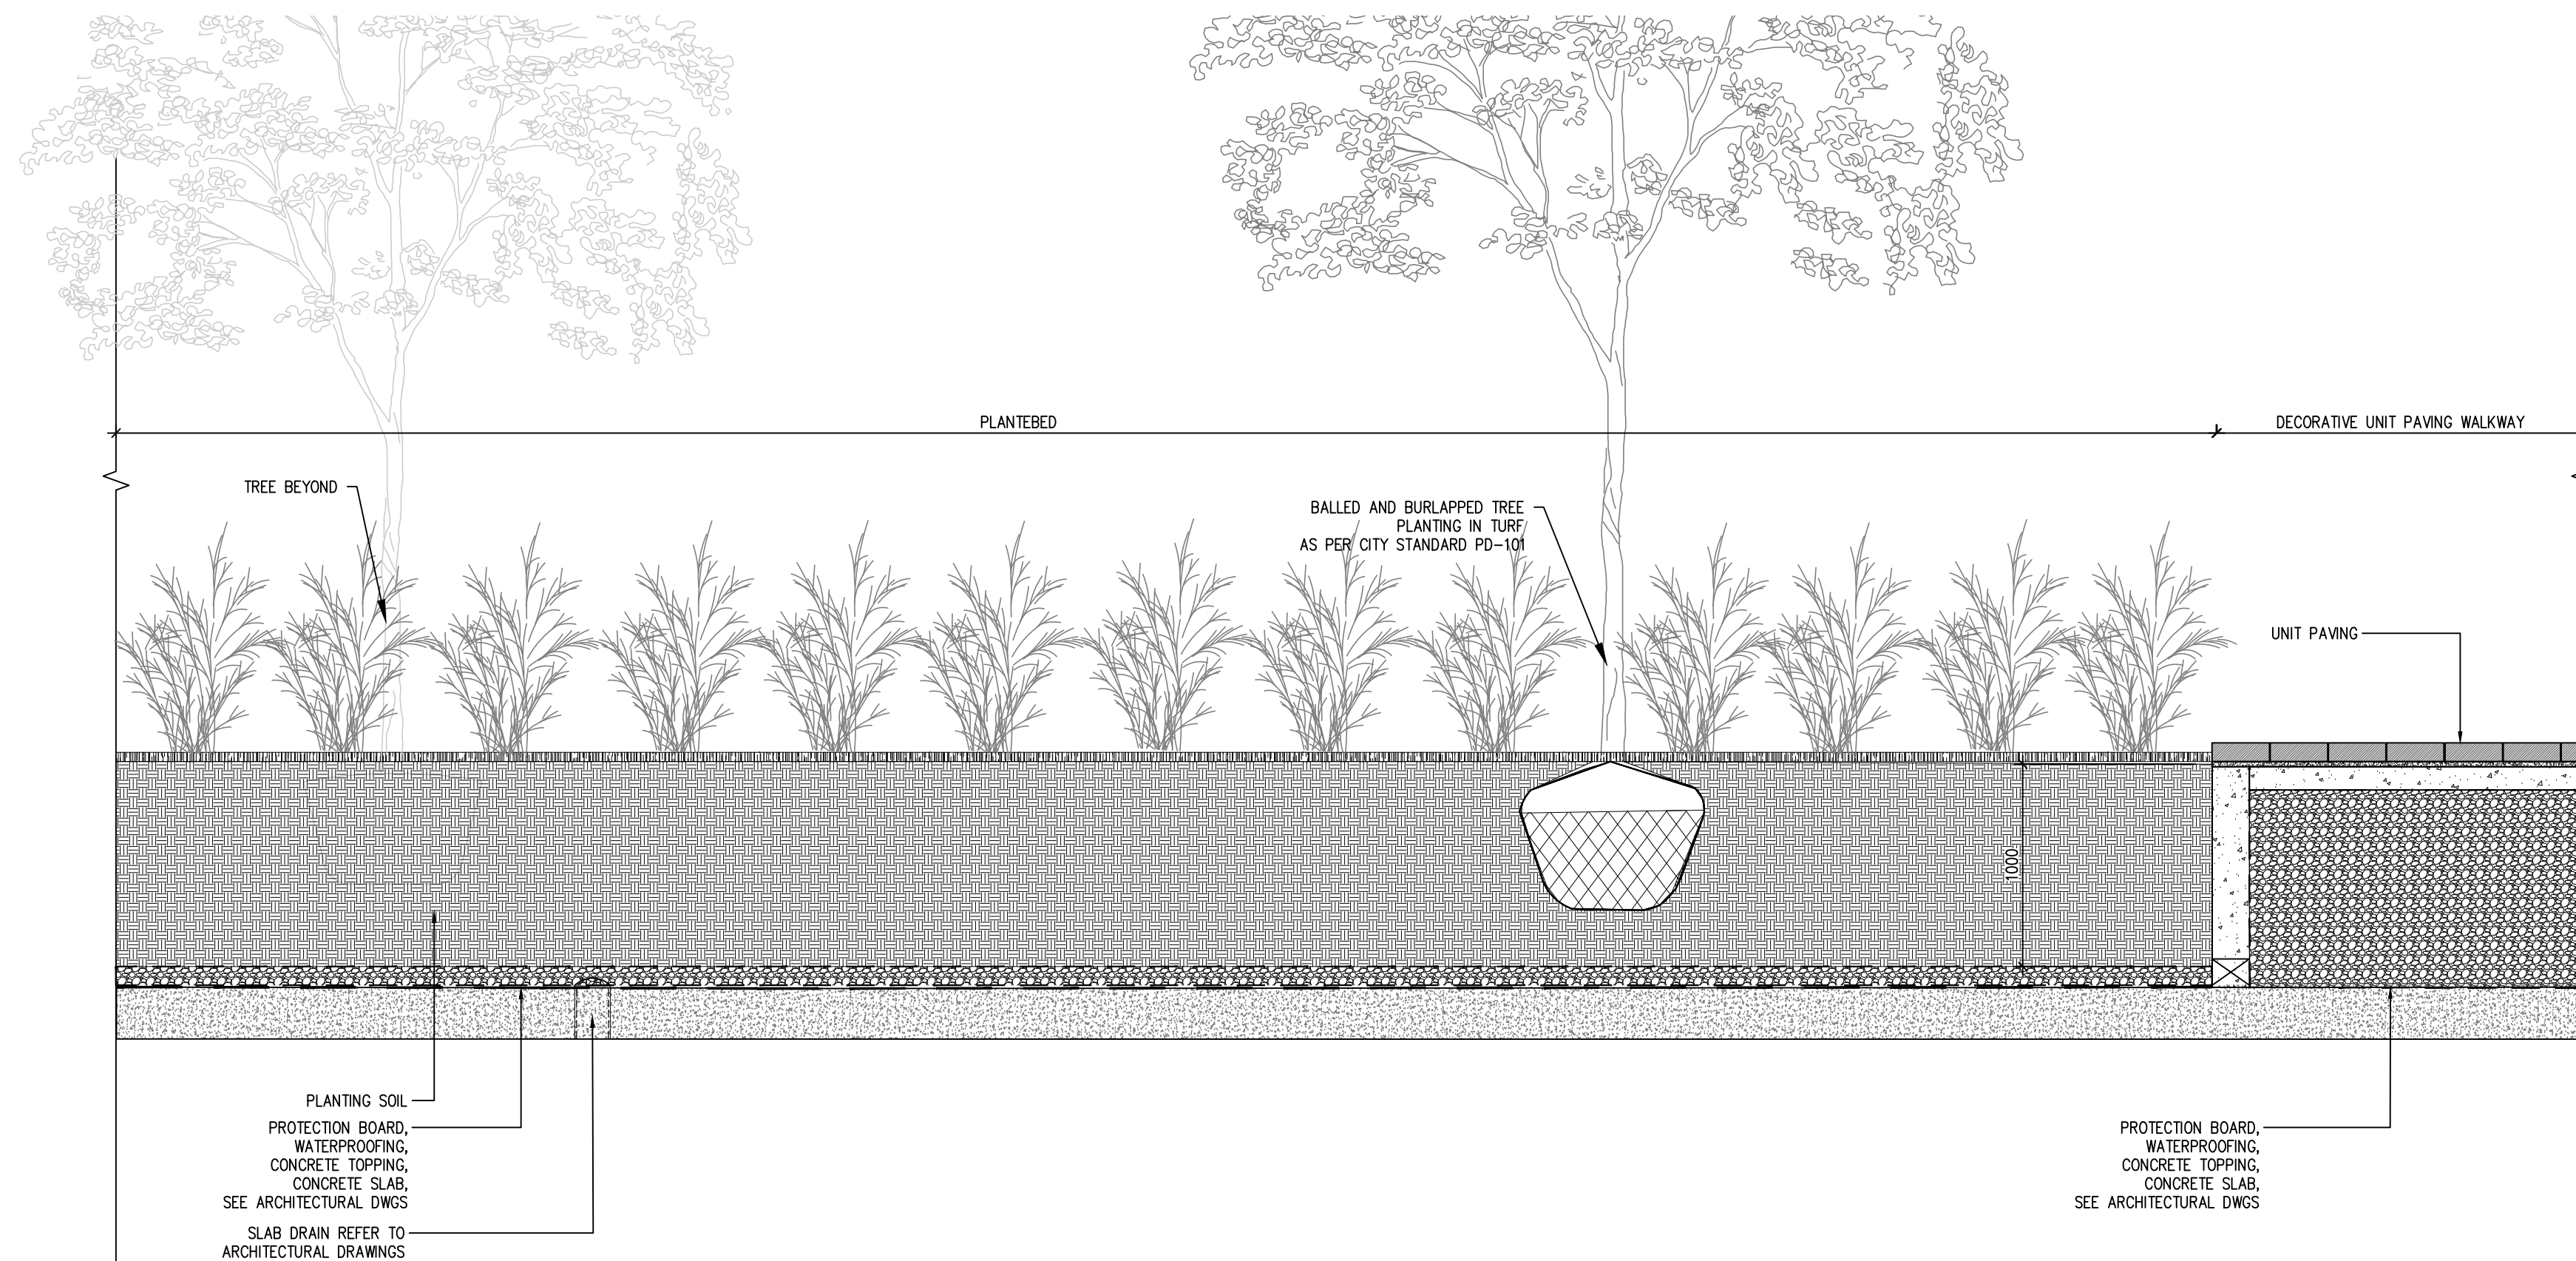 PLANTEBED
DECORATIVE UNIT PAVING WALKWAY
TREE BEYOND
BALLED AND BURLAPPED TREE
PLANTING IN TURF
AS PER CITY STANDARD PD-101
UNIT PAVING
1000
PLANTING SOIL
PROTECTION BOARD,
WATERPROOFING,
CONCRETE TOPPING,
CONCRETE SLAB,
SEE ARCHITECTURAL DWGS
SLAB DRAIN REFER TO
ARCHITECTURAL DRAWINGS
PROTECTION BOARD,
WATERPROOFING,
CONCRETE TOPPING,
CONCRETE SLAB,
SEE ARCHITECTURAL DWGS